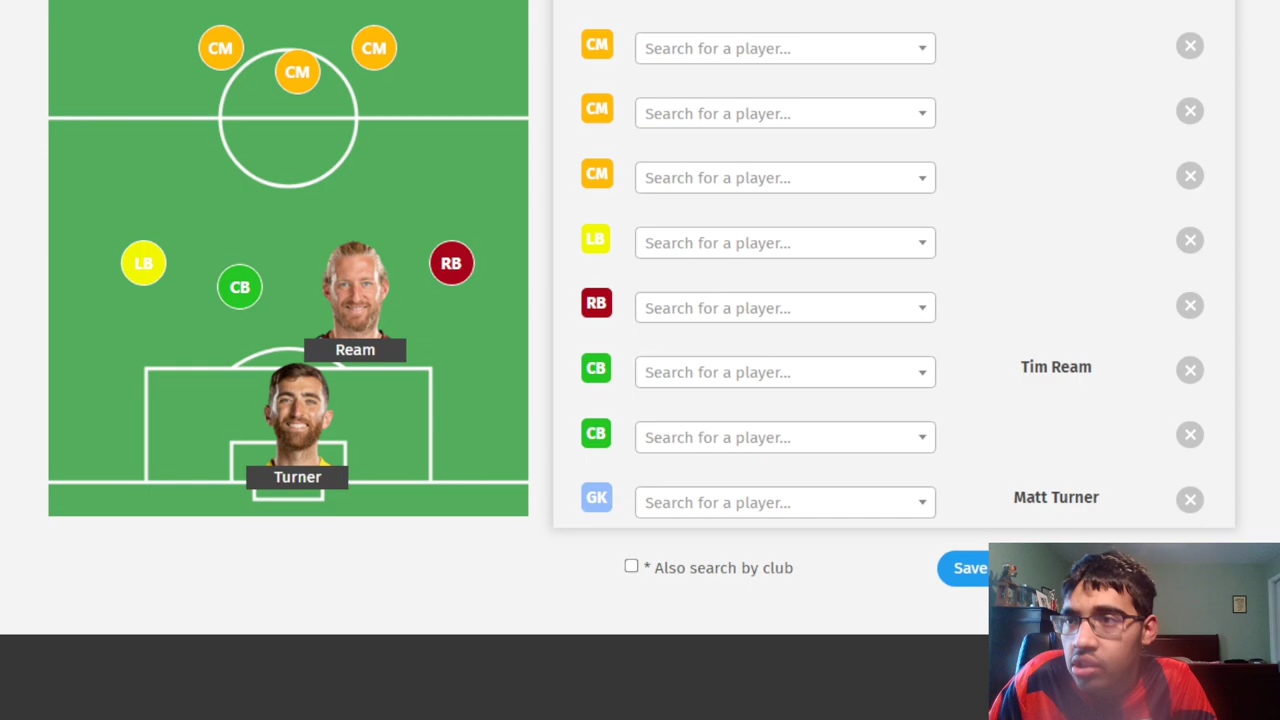 CM
CM
CM
LB
CB
RB
Ream
Turner
CM Search for a player...
CM Search for a player...
CM Search for a player...
LB Search for a player...
RB Search for a player...
CB Search for a player... Tim Ream
CB Search for a player...
GK Search for a player... Matt Turner
* Also search by club
Save